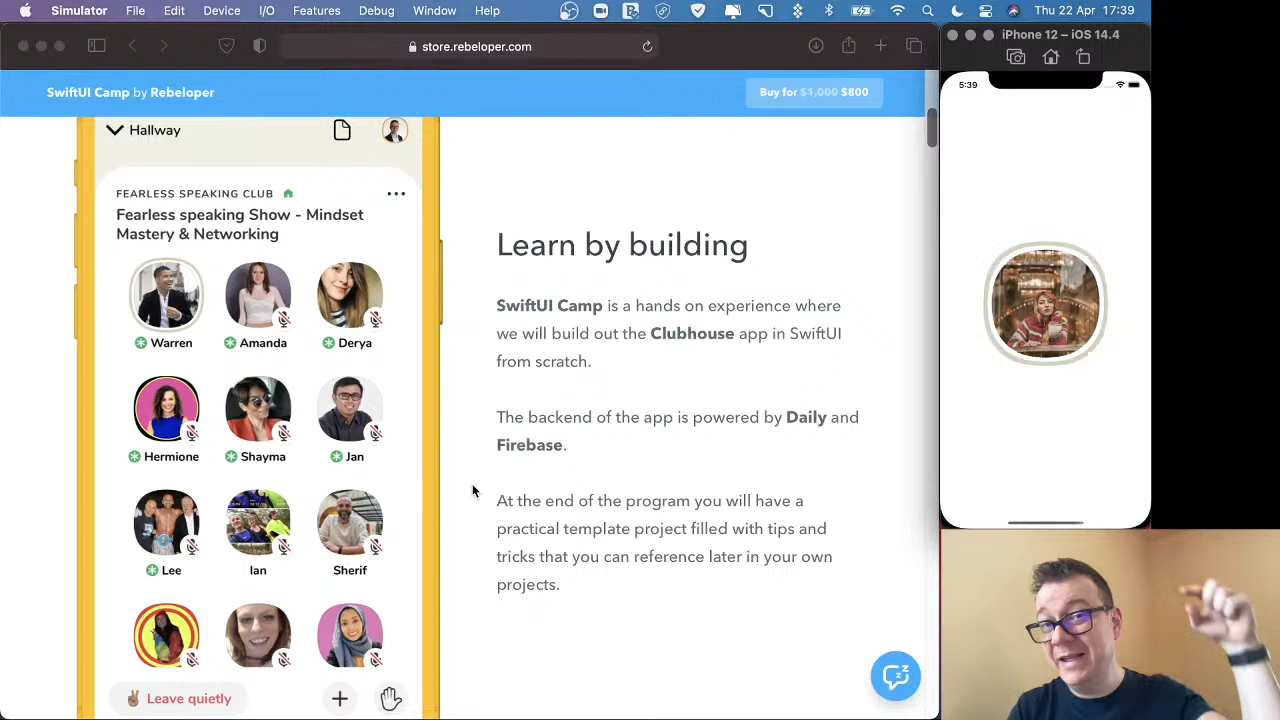 Simulator File Edit Device I/O Features Debug Window Help Thu 22 Apr 17:39
store.rebeloper.com
iPhone 12 – iOS 14.4
SwiftUI Camp by Rebeloper
Buy for $1,000 $800
5:39
Hallway
FEARLESS SPEAKING CLUB
Fearless speaking Show - Mindset
Mastery & Networking
Warren Amanda Derya
Hermione Shayma Jan
Lee Ian Sherif
Leave quietly
Learn by building
SwiftUI Camp is a hands on experience where
we will build out the Clubhouse app in SwiftUI
from scratch.
The backend of the app is powered by Daily and
Firebase.
At the end of the program you will have a
practical template project filled with tips and
tricks that you can reference later in your own
projects.